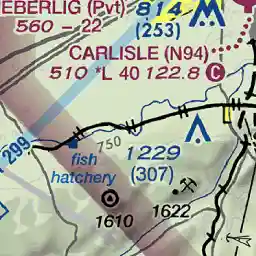 EBERLIG (Pvt)
560 - 22
814
(253)
CARLISLE (N94)
510 *L 40 122.8 C
299
750
fish
hatchery
1229
(307)
1610
1622